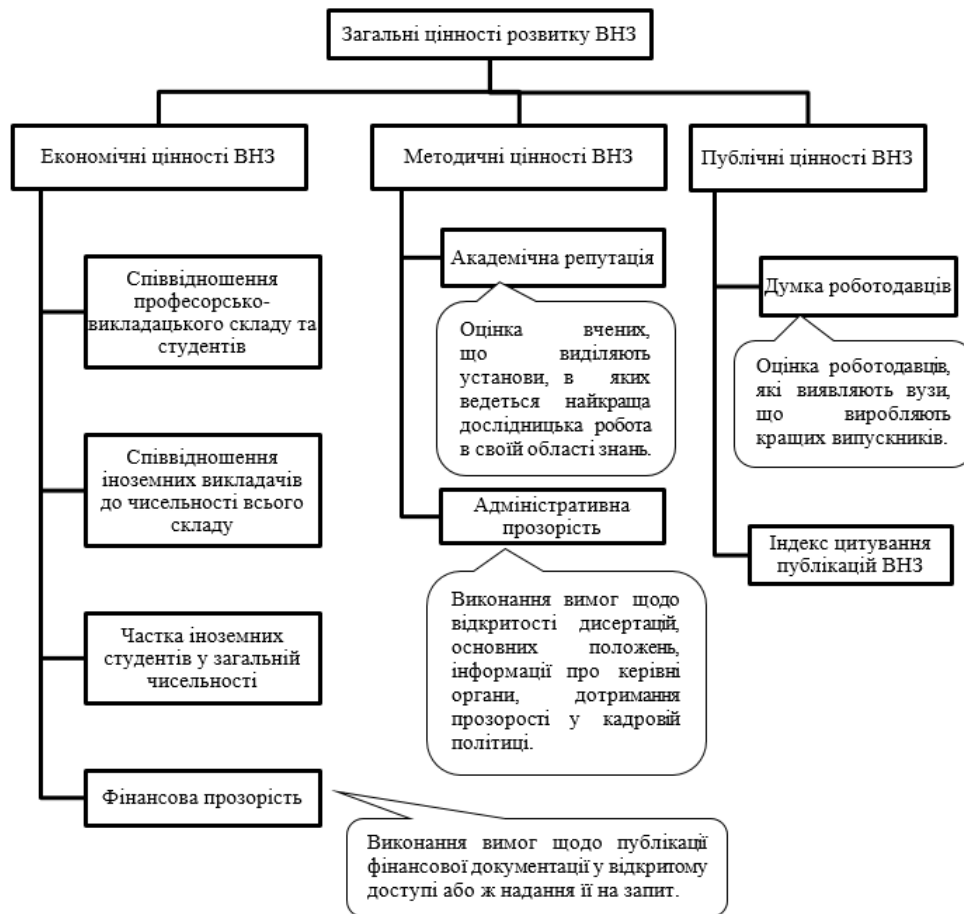 Загальні цінності розвитку ВНЗ
Економічні цінності ВНЗ
Методичні цінності ВНЗ
Публічні цінності ВНЗ
Співвідношення
професорсько-
викладацького складу та
студентів
Співвідношення
іноземних викладачів
до чисельності всього
складу
Частка іноземних
студентів у загальній
чисельності
Фінансова прозорість
Виконання вимог щодо публікації
фінансової документації у відкритому
доступі або ж надання її на запит.
Академічна репутація
Оцінка вчених,
що виділяють
установи, в яких
ведеться найкраща
дослідницька робота
в своїй області знань.
Адміністративна
прозорість
Виконання вимог щодо
відкритості дисертацій,
основних положень,
інформації про керівні
органи, дотримання
прозорості у кадровій
політиці.
Думка роботодавців
Оцінка роботодавців,
які виявляють вузи,
що виробляють
кращих випускників.
Індекс цитування
публікацій ВНЗ